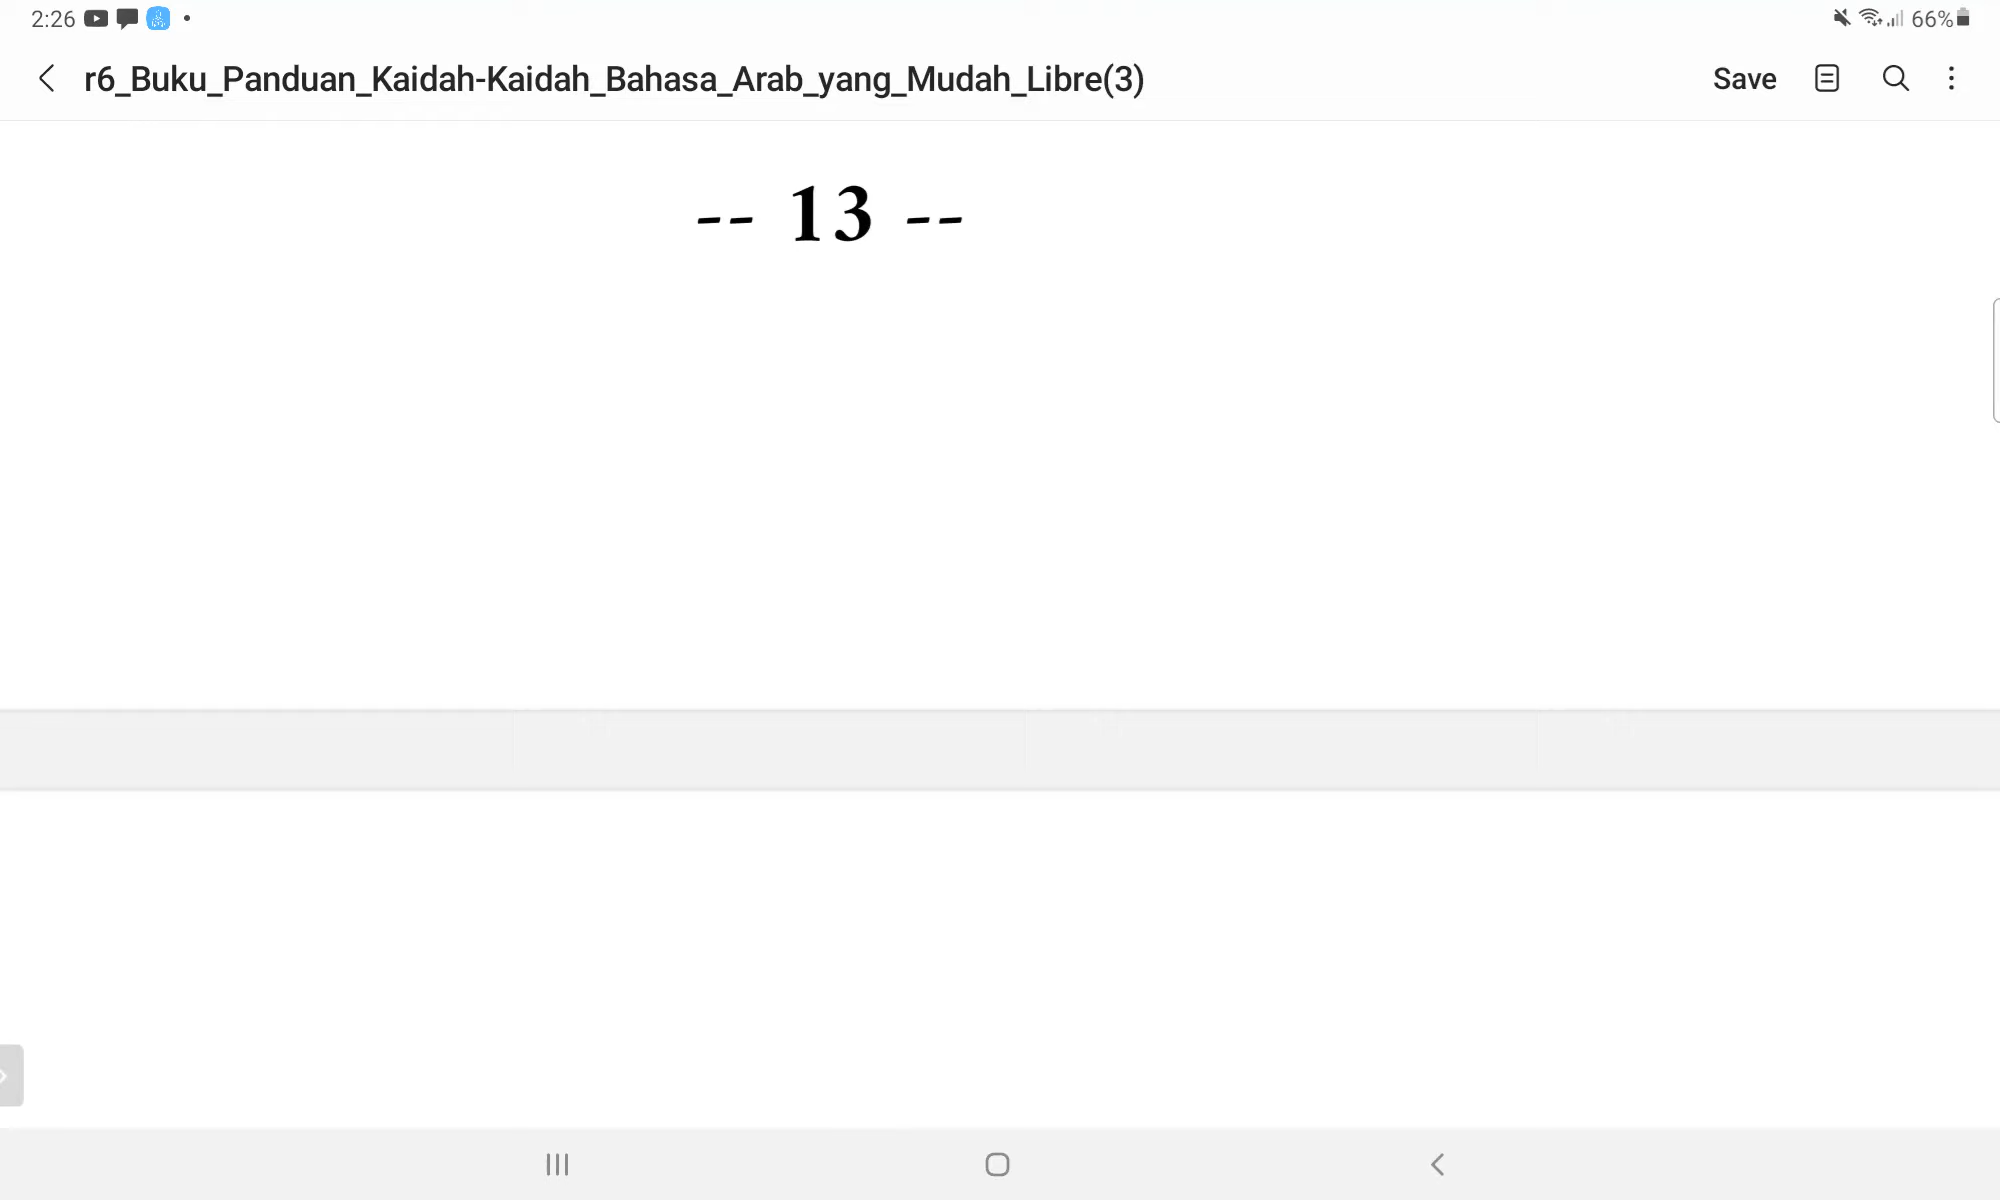 2:26
66%
r6_Buku_Panduan_Kaidah-Kaidah_Bahasa_Arab_yang_Mudah_Libre(3)
Save
-- 13 --